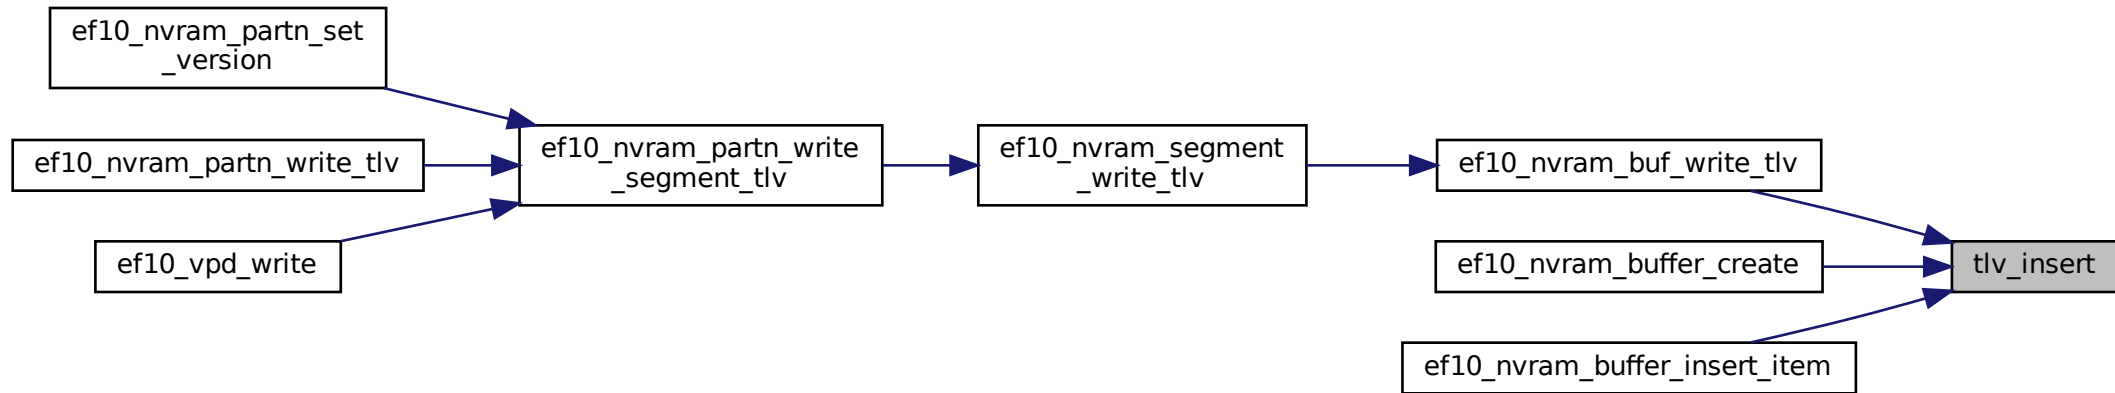 ef10_nvram_partn_set
_version
ef10_nvram_partn_write_tlv
ef10_vpd_write
ef10_nvram_partn_write
_segment_tlv
ef10_nvram_segment
_write_tlv
ef10_nvram_buf_write_tlv
ef10_nvram_buffer_create
ef10_nvram_buffer_insert_item
tlv_insert